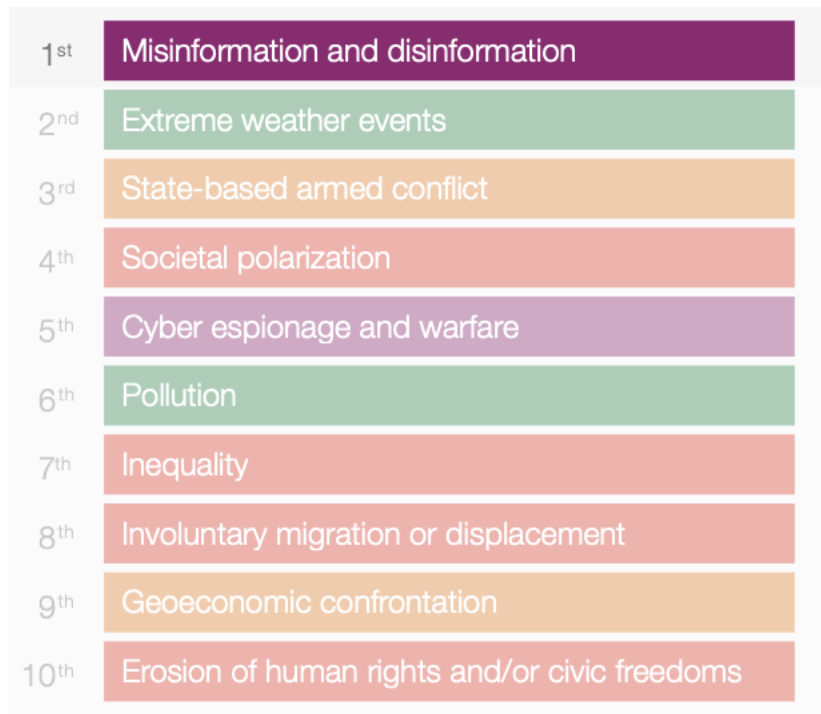 1st Misinformation and disinformation
2nd Extreme weather events
3rd State-based armed conflict
4th Societal polarization
5th Cyber espionage and warfare
6th Pollution
7th Inequality
8th Involuntary migration or displacement
9th Geoeconomic confrontation
10th Erosion of human rights and/or civic freedoms